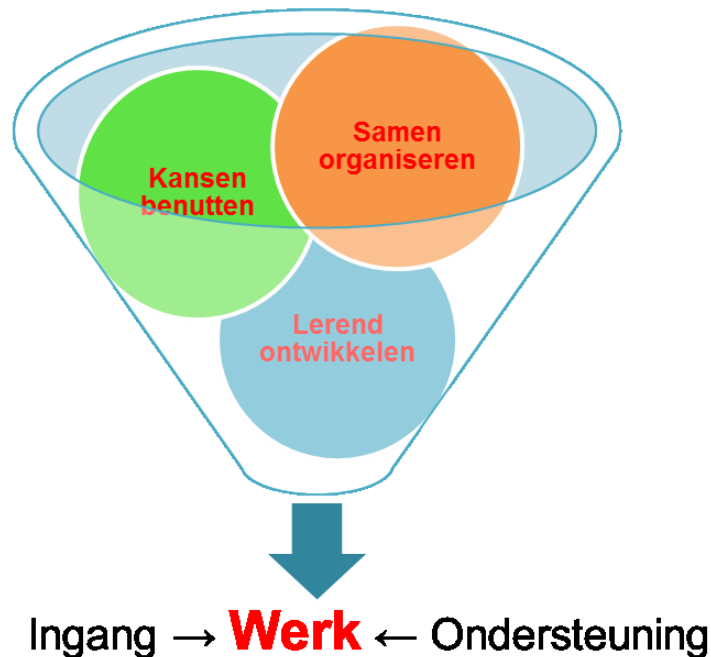 Samen
organiseren
Kansen
benutten
Lerend
ontwikkelen
Ingang → Werk ← Ondersteuning